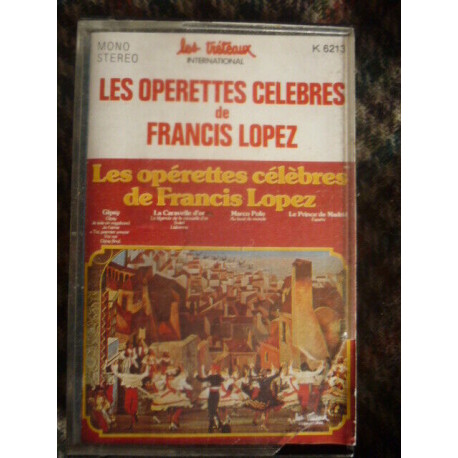 MONO
STEREO
les tréteaux
INTERNATIONAL
K 6213
LES OPERETTES CELEBRES
de
FRANCIS LOPEZ
Les opérettes célèbres
de Francis Lopez
Gipsy
La Caravelle d'or
Marco Polo
Le Prince de Madrid